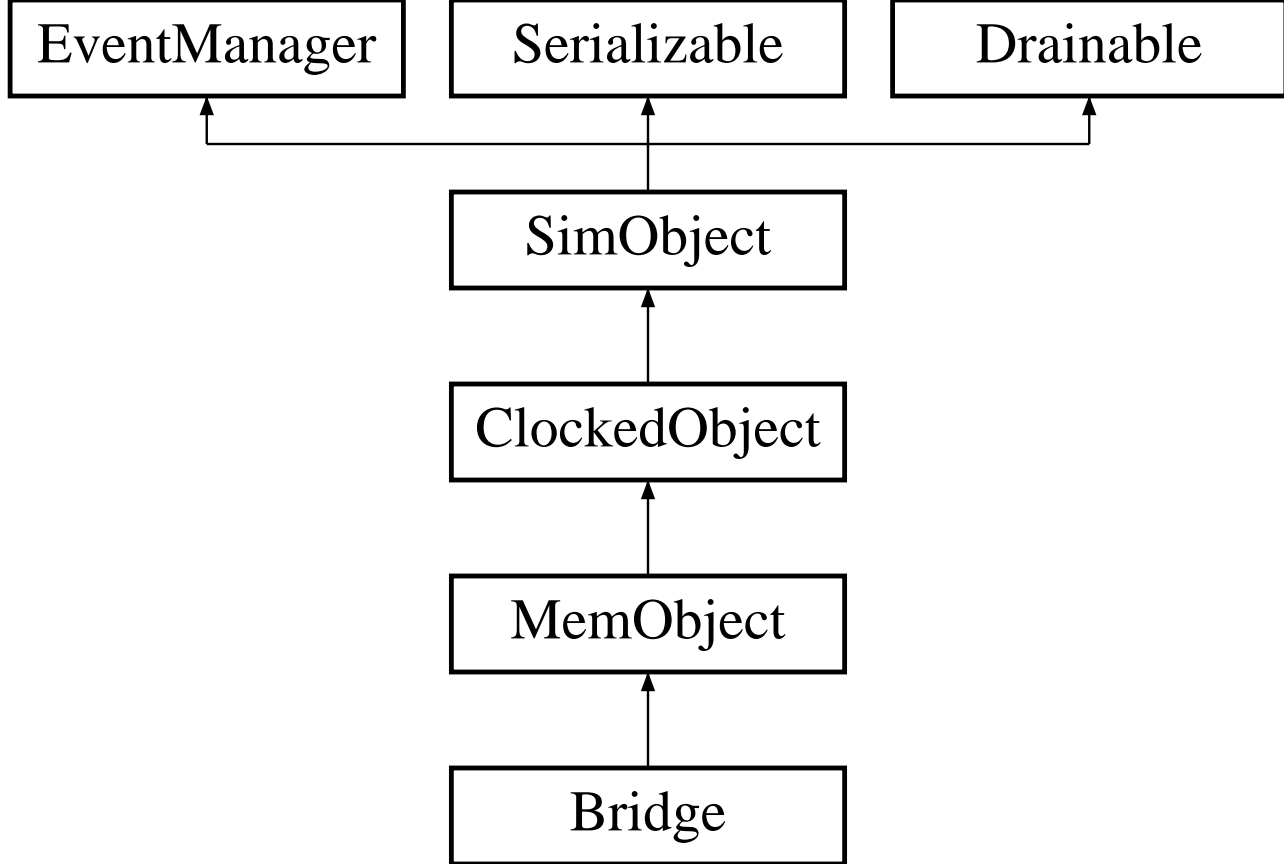 EventManager
Serializable
Drainable
SimObject
ClockedObject
MemObject
Bridge